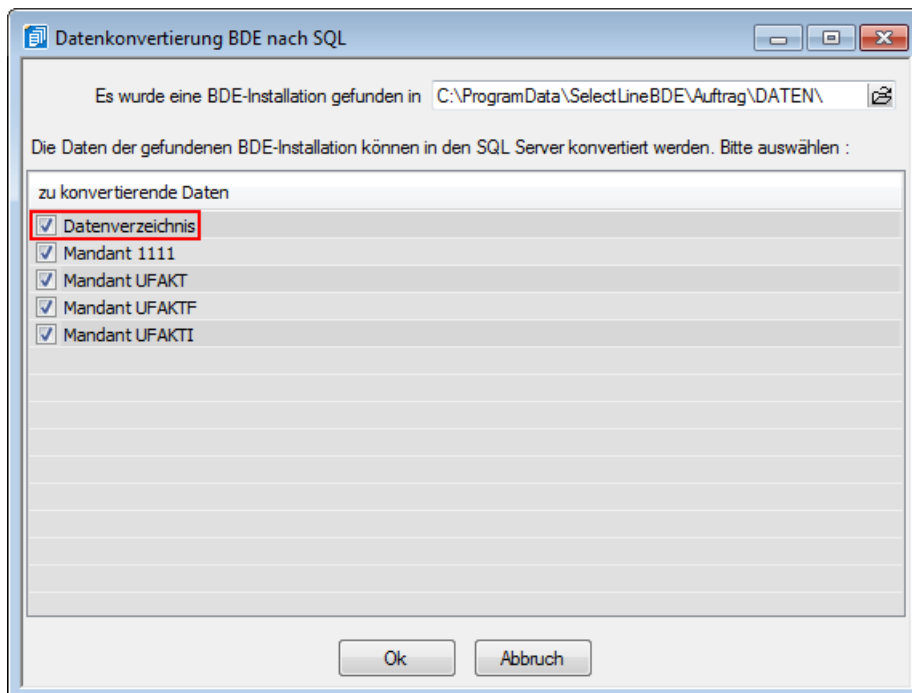 Datenkonvertierung BDE nach SQL
Es wurde eine BDE-Installation gefunden in C:\ProgramData\SelectLineBDE\Auftrag\DATEN\
Die Daten der gefundenen BDE-Installation können in den SQL Server konvertiert werden. Bitte auswählen :
zu konvertierende Daten
Datenverzeichnis
Mandant 1111
Mandant UFAKT
Mandant UFAKTF
Mandant UFAKTI
Ok Abbruch